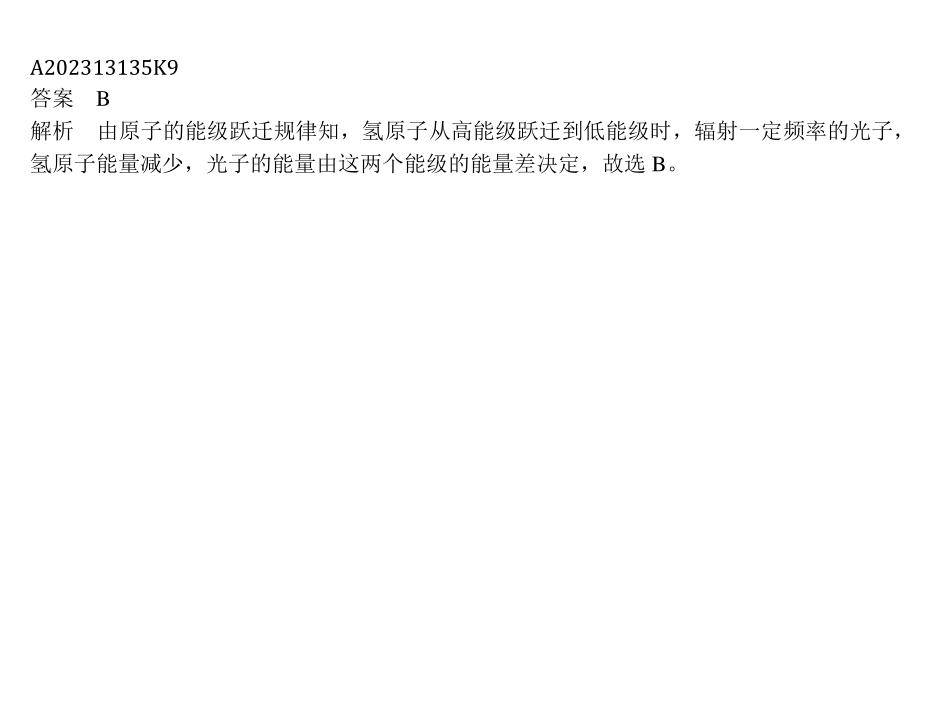 A202313135K9
答案　B
解析　由原子的能级跃迁规律知，氢原子从高能级跃迁到低能级时，辐射一定频率的光子，
氢原子能量减少，光子的能量由这两个能级的能量差决定，故选 B。